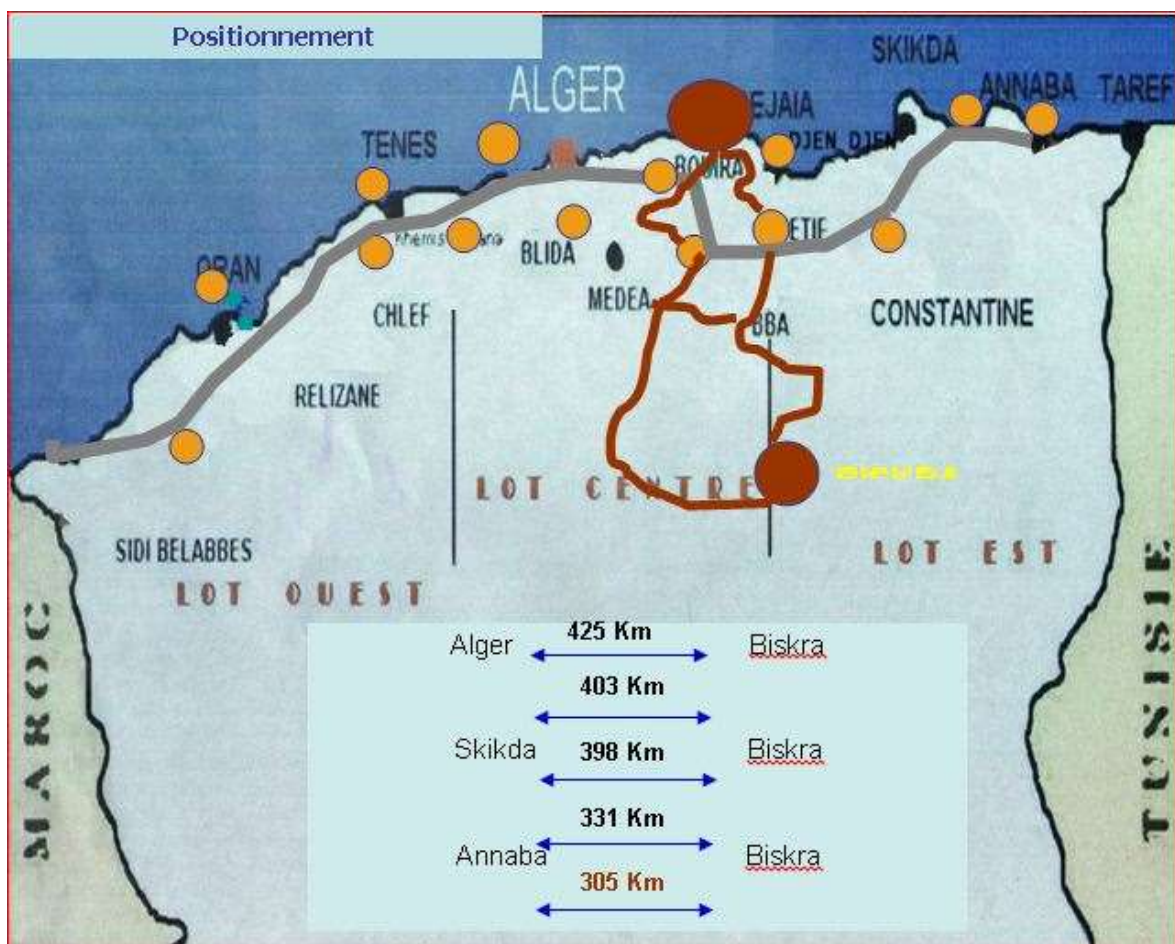 Positionnement
SKIKDA
ALGER
EJAIA
ANNABA
TAREF
TENES
DJEN DJEN
BOUIRA
ORAN
BLIDA
ETIF
MEDEA
CHLEF
BBA
CONSTANTINE
RELIZANE
LOT CENTRE
SIDI BELABBES
LOT EST
LOT OUEST
MAROC
TUNISIE
Alger 425 Km Biskra
403 Km
Skikda 398 Km Biskra
331 Km
Annaba Biskra
305 Km